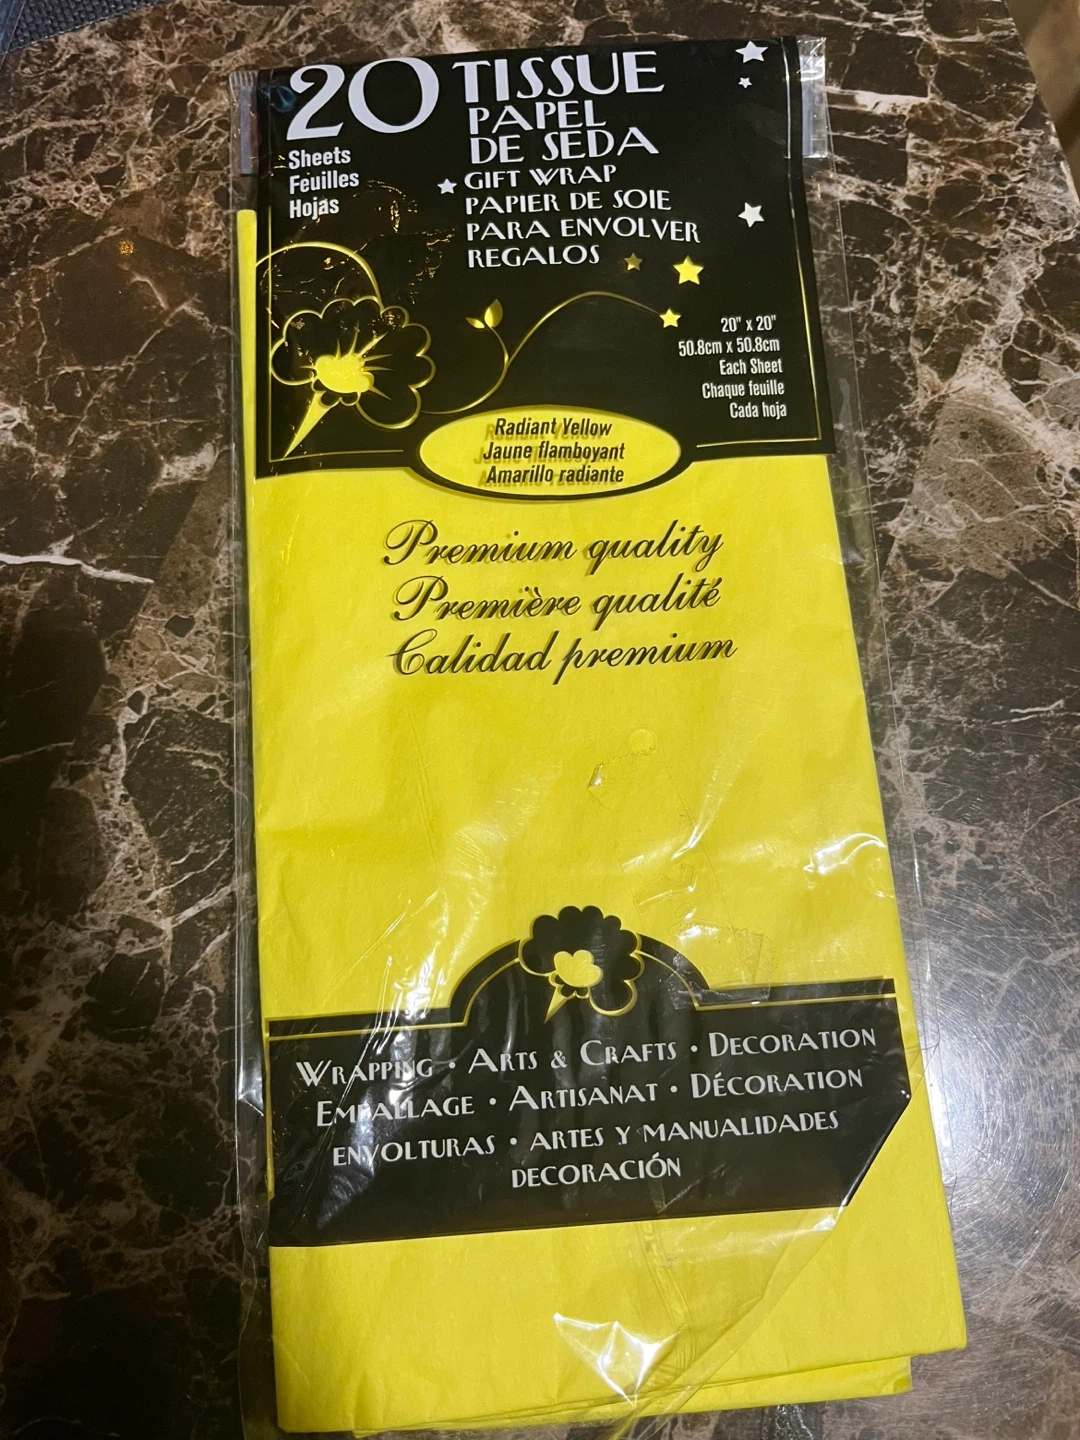 20 TISSUE
PAPEL
DE SEDA
GIFT WRAP
PAPIER DE SOIE
PARA ENVOLVER
REGALOS
Sheets
Feuilles
Hojas
20" x 20"
50.8cm x 50.8cm
Each Sheet
Chaque feuille
Cada hoja
Radiant Yellow
Jaune flamboyant
Amarillo radiante
Premium quality
Première qualité
Calidad premium
WRAPPING • ARTS & CRAFTS • DECORATION
EMBALLAGE • ARTISANAT • DÉCORATION
ENVOLTURAS • ARTES Y MANUALIDADES
DECORACIÓN